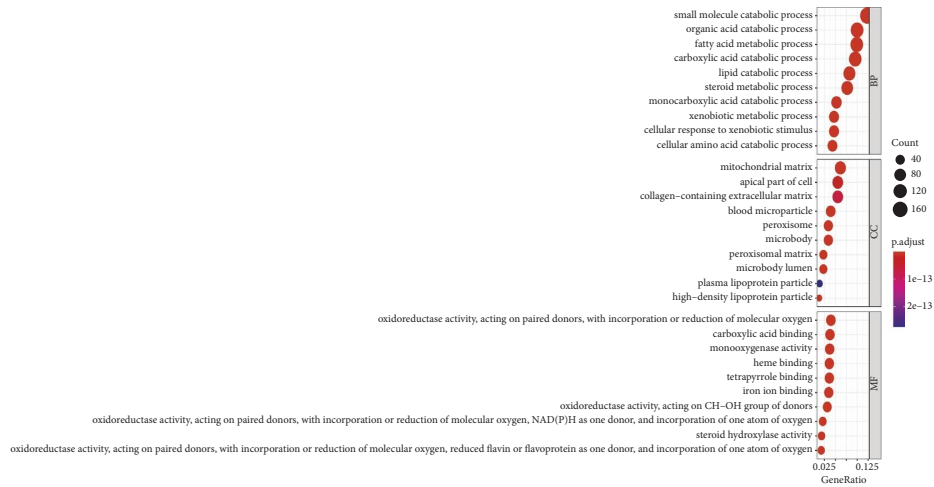 small molecule catabolic process
organic acid catabolic process
fatty acid metabolic process
carboxylic acid catabolic process
lipid catabolic process
steroid metabolic process
monocarboxylic acid catabolic process
xenobiotic metabolic process
cellular response to xenobiotic stimulus
cellular amino acid catabolic process
BP
mitochondrial matrix
apical part of cell
collagen−containing extracellular matrix
blood microparticle
peroxisome
microbody
peroxisomal matrix
microbody lumen
plasma lipoprotein particle
high−density lipoprotein particle
CC
oxidoreductase activity, acting on paired donors, with incorporation or reduction of molecular oxygen
carboxylic acid binding
monooxygenase activity
heme binding
tetrapyrrole binding
iron ion binding
oxidoreductase activity, acting on CH−OH group of donors
oxidoreductase activity, acting on paired donors, with incorporation or reduction of molecular oxygen, NAD(P)H as one donor, and incorporation of one atom of oxygen
steroid hydroxylase activity
oxidoreductase activity, acting on paired donors, with incorporation or reduction of molecular oxygen, reduced flavin or flavoprotein as one donor, and incorporation of one atom of oxygen
MF
0.025 0.125
GeneRatio
Count
40
80
120
160
p.adjust
1e−13
2e−13